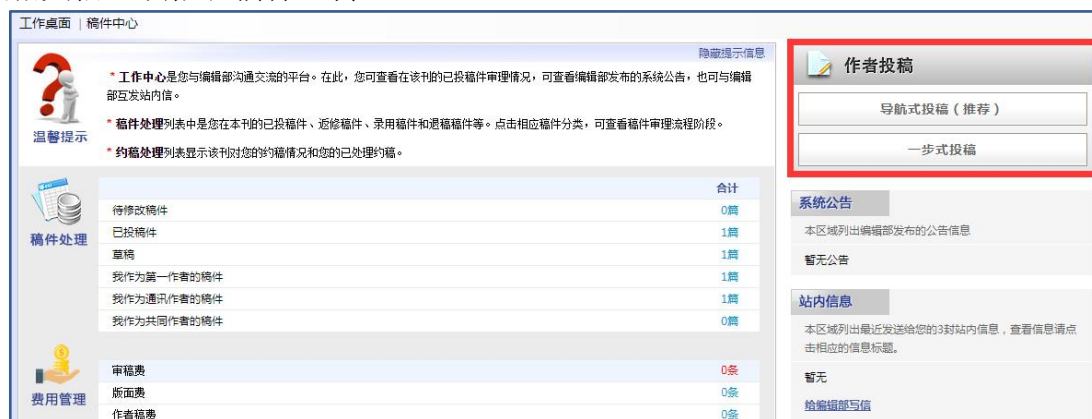 工作桌面 | 稿件中心
隐藏提示信息
* 工作中心是您与编辑部沟通交流的平台。在此，您可查看在该刊的已投稿件审理情况，可查看编辑部发布的系统公告，也可与编辑
部互发站内信。
* 稿件处理列表中是您在本刊的已投稿件、返修稿件、录用稿件和退稿稿件等。点击相应稿件分类，可查看稿件审理流程阶段。
* 约稿处理列表显示该刊对您的约稿情况和您的已处理约稿。
温馨提示
合计
待修改稿件 0篇
已投稿件 1篇
草稿 1篇
我作为第一作者的稿件 1篇
我作为通讯作者的稿件 1篇
我作为共同作者的稿件 0篇
稿件处理
审稿费 0条
版面费 0条
作者稿费 0条
费用管理
作者投稿
导航式投稿（推荐）
一步式投稿
系统公告
本区域列出编辑部发布的公告信息
暂无公告
站内信息
本区域列出最近发送给您的3封站内信息，查看信息请点
击相应的信息标题。
暂无
给编辑部写信